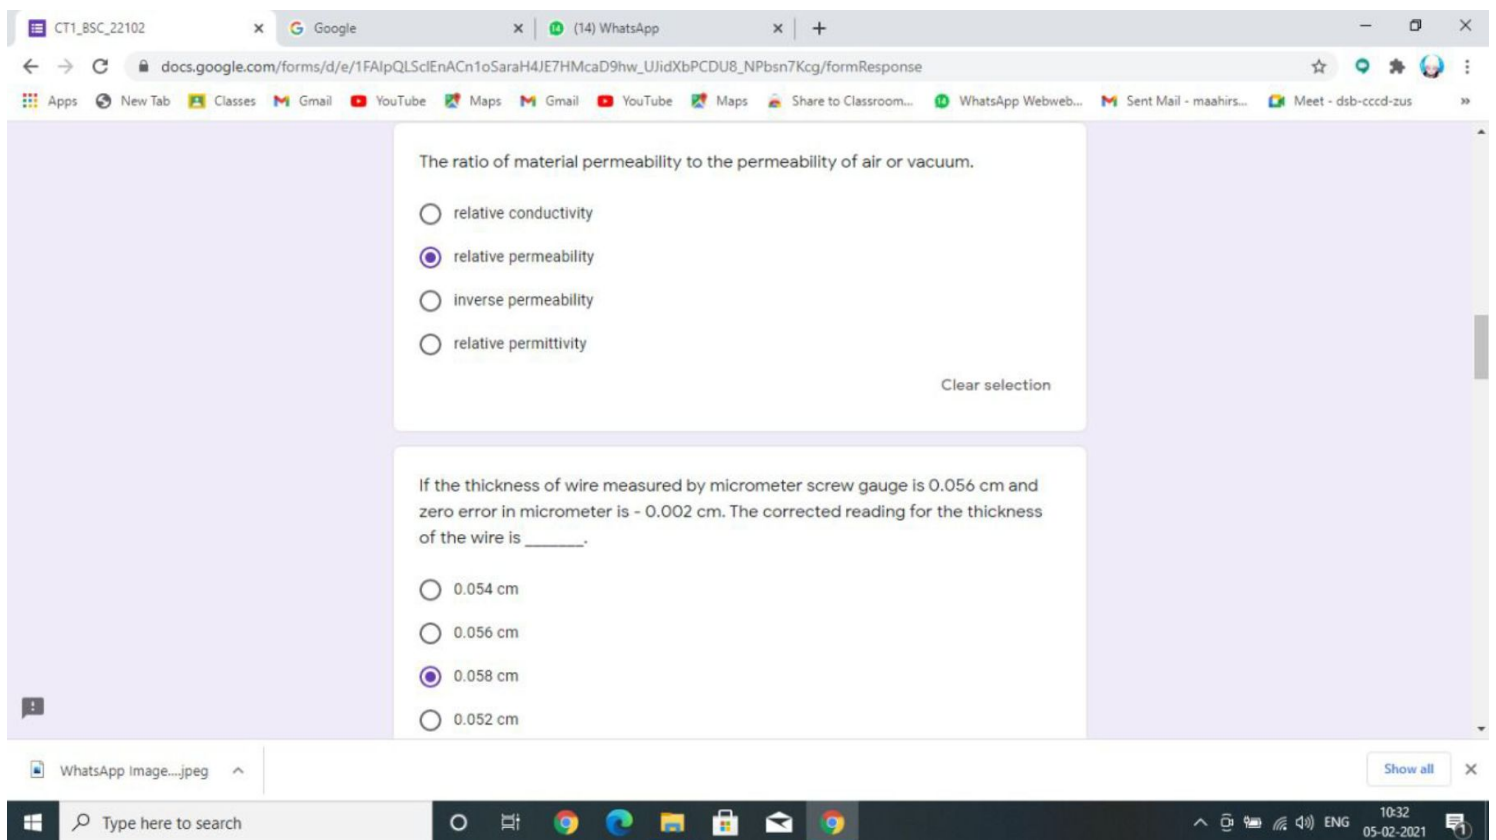 CT1_BSC_22102
Google
(14) WhatsApp
docs.google.com/forms/d/e/1FAIpQLSclEnACn1oSaraH4JE7HMcaD9hw_UJidXbPCDU8_NPbsn7Kcg/formResponse
Apps New Tab Classes Gmail YouTube Maps Gmail YouTube Maps Share to Classroom... WhatsApp Webweb... Sent Mail - maahirs... Meet - dsb-cccd-zus »
The ratio of material permeability to the permeability of air or vacuum.
relative conductivity
relative permeability
inverse permeability
relative permittivity
Clear selection
If the thickness of wire measured by micrometer screw gauge is 0.056 cm and
zero error in micrometer is - 0.002 cm. The corrected reading for the thickness
of the wire is _______.
0.054 cm
0.056 cm
0.058 cm
0.052 cm
WhatsApp Image....jpeg
Show all
Type here to search
ENG
10:32
05-02-2021